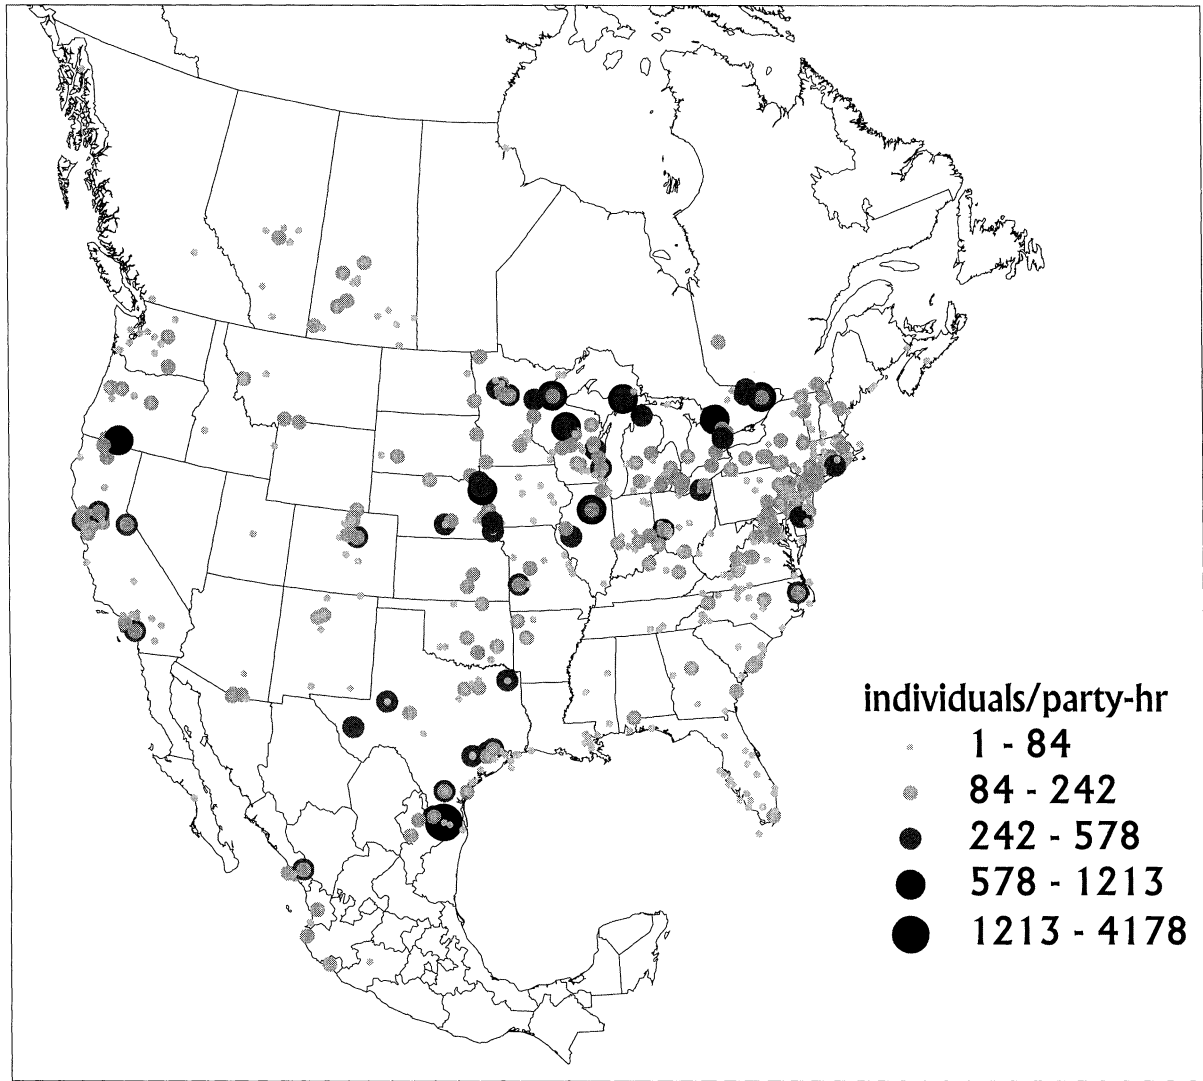 individuals/party-hr
1 - 84
84 - 242
242 - 578
578 - 1213
1213 - 4178